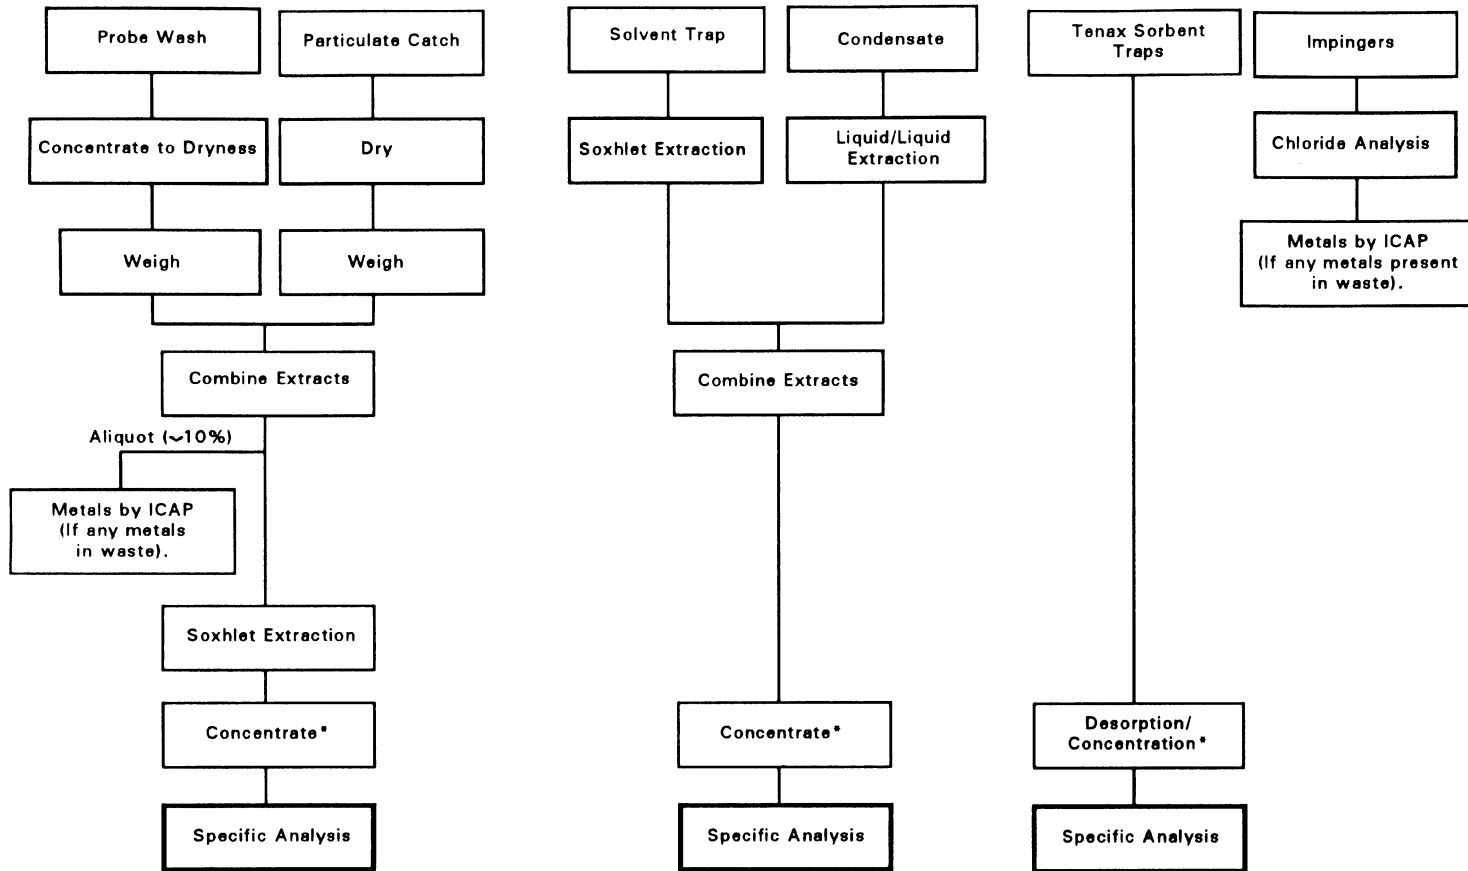 Probe Wash
Particulate Catch
Solvent Trap
Condensate
Tenax Sorbent
Traps
Impingers
Concentrate to Dryness
Dry
Soxhlet Extraction
Liquid/Liquid
Extraction
Chloride Analysis
Weigh
Weigh
Metals by ICAP
(If any metals present
in waste).
Combine Extracts
Combine Extracts
Aliquot (~10%)
Metals by ICAP
(If any metals
in waste).
Soxhlet Extraction
Concentrate*
Concentrate*
Desorption/
Concentration*
Specific Analysis
Specific Analysis
Specific Analysis